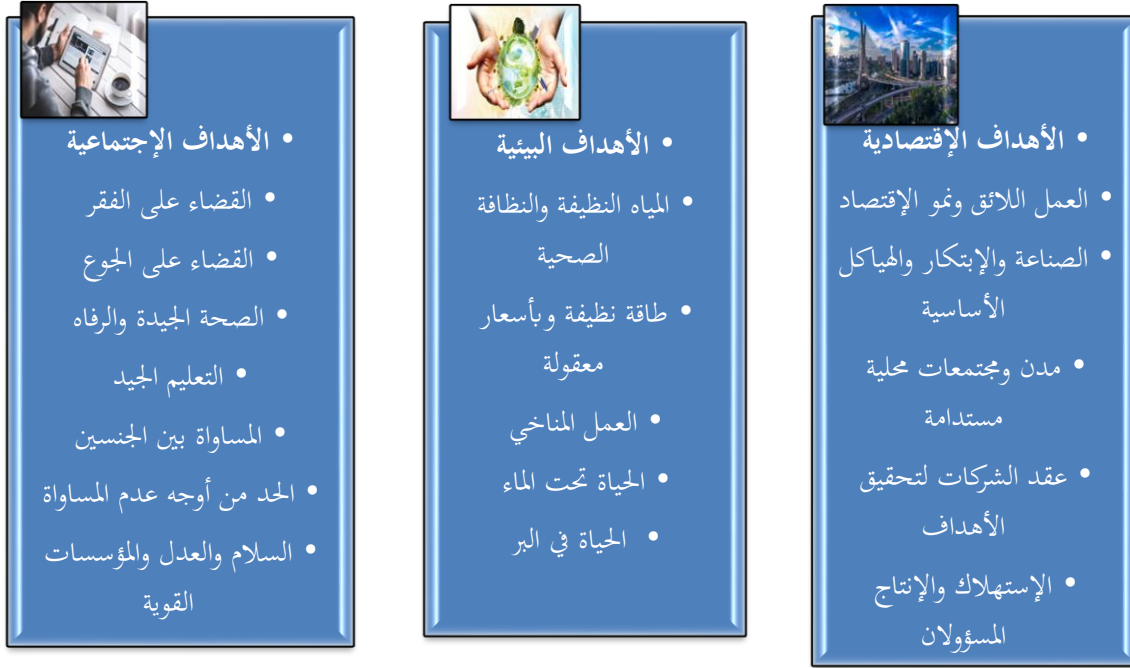 • الأهداف الإقتصادية
• العمل اللائق ونمو الإقتصاد
• الصناعة والإبتكار والهياكل
الأساسية
• مدن ومجتمعات محلية
مستدامة
• عقد الشركات لتحقيق
الأهداف
• الإستهلاك والإنتاج
المسؤولان
• الأهداف البيئية
• المياه النظيفة والنظافة
الصحية
• طاقة نظيفة وبأسعار
معقولة
• العمل المناخي
• الحياة تحت الماء
• الحياة في البر
• الأهداف الإجتماعية
• القضاء على الفقر
• القضاء على الجوع
• الصحة الجيدة والرفاه
• التعليم الجيد
• المساواة بين الجنسين
• الحد من أوجه عدم المساواة
• السلام والعدل والمؤسسات
القوية